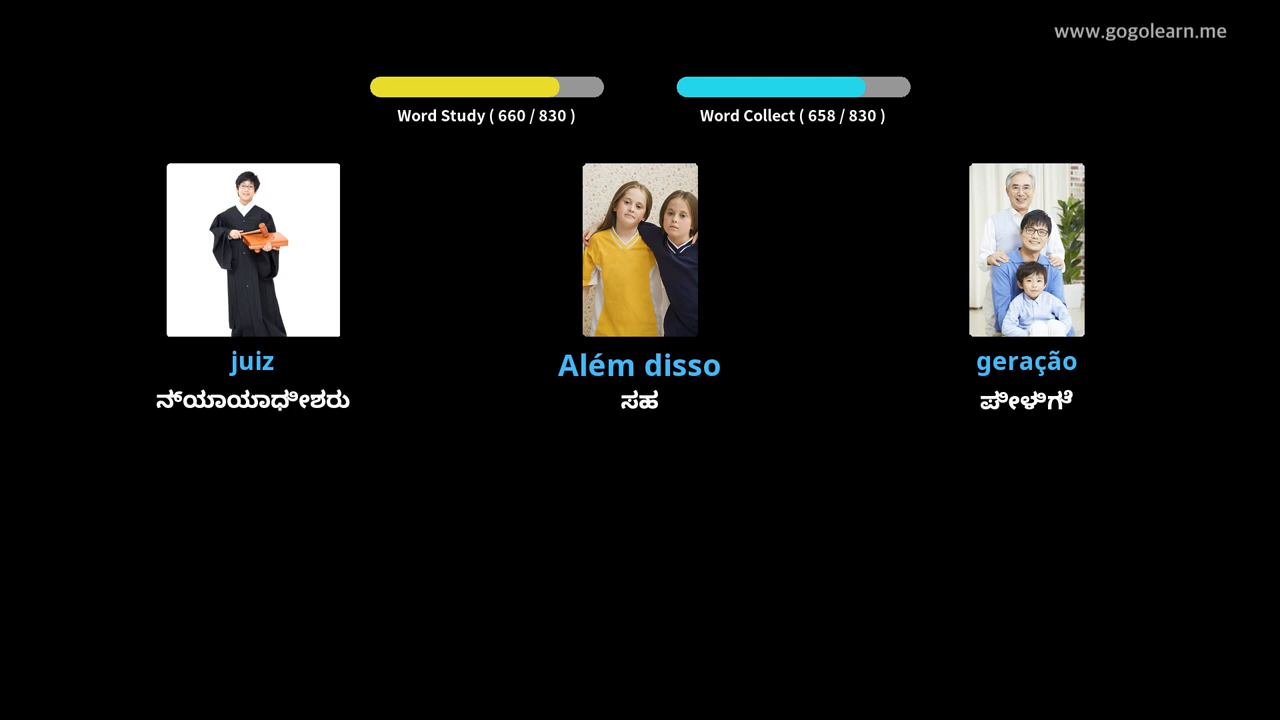 www.gogolearn.me
Word Study ( 660 / 830 )
Word Collect ( 658 / 830 )
juiz
Além disso
geração
ನ್ಯಾಯಾಧೀಶರು
ಸಹ
ಪೀಳಿಗೆ